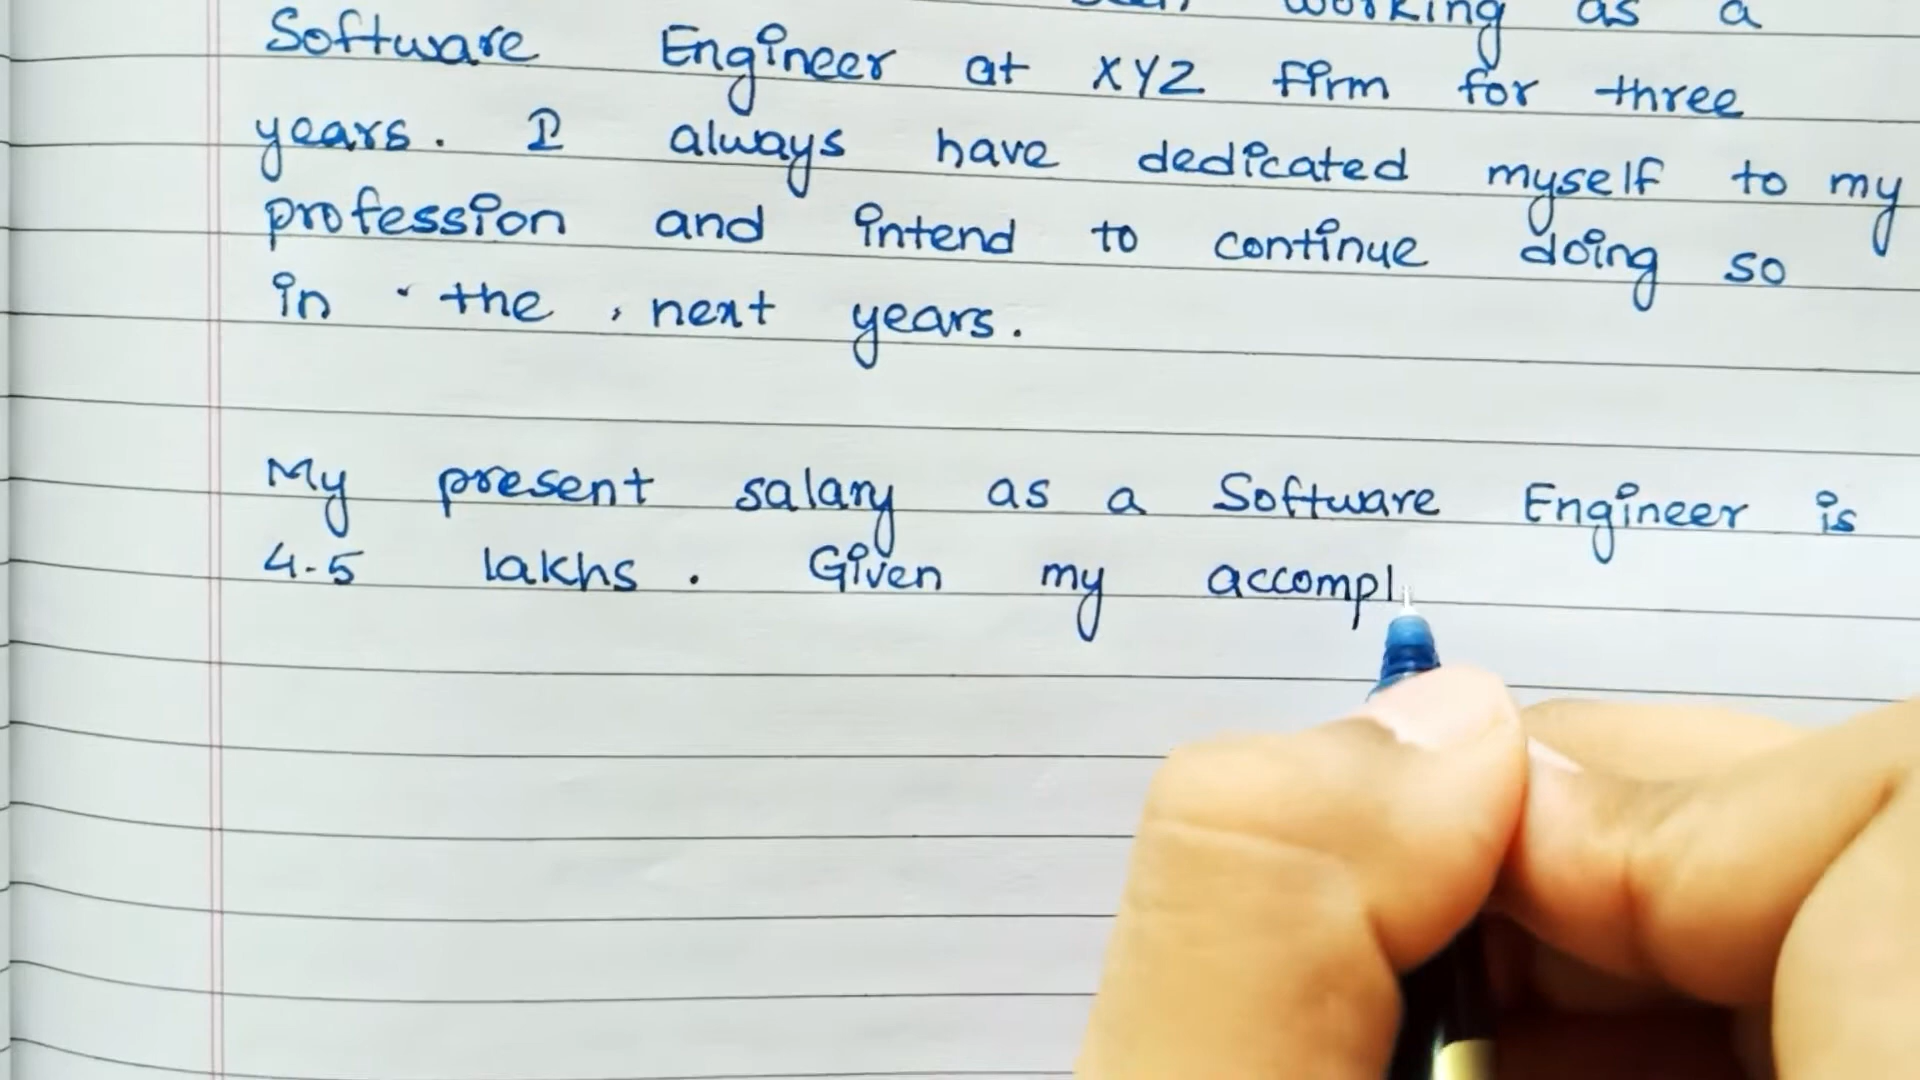 working as a
Software Engineer at XYZ firm for three
years. I always have dedicated myself to my
profession and intend to continue doing so
in the next years.
My present salary as a Software Engineer is
4.5 lakhs. Given my accompl